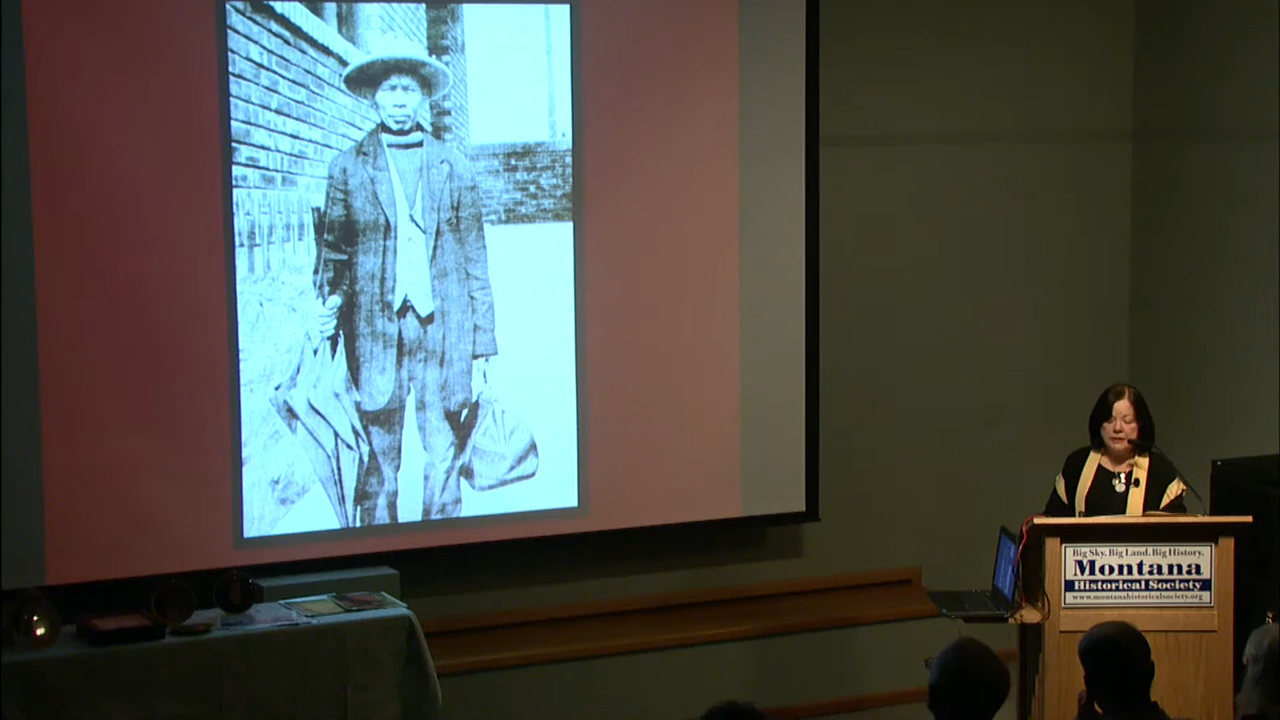 Big Sky. Big Land. Big History.
Montana
Historical Society
www.montanahistoricalsociety.org